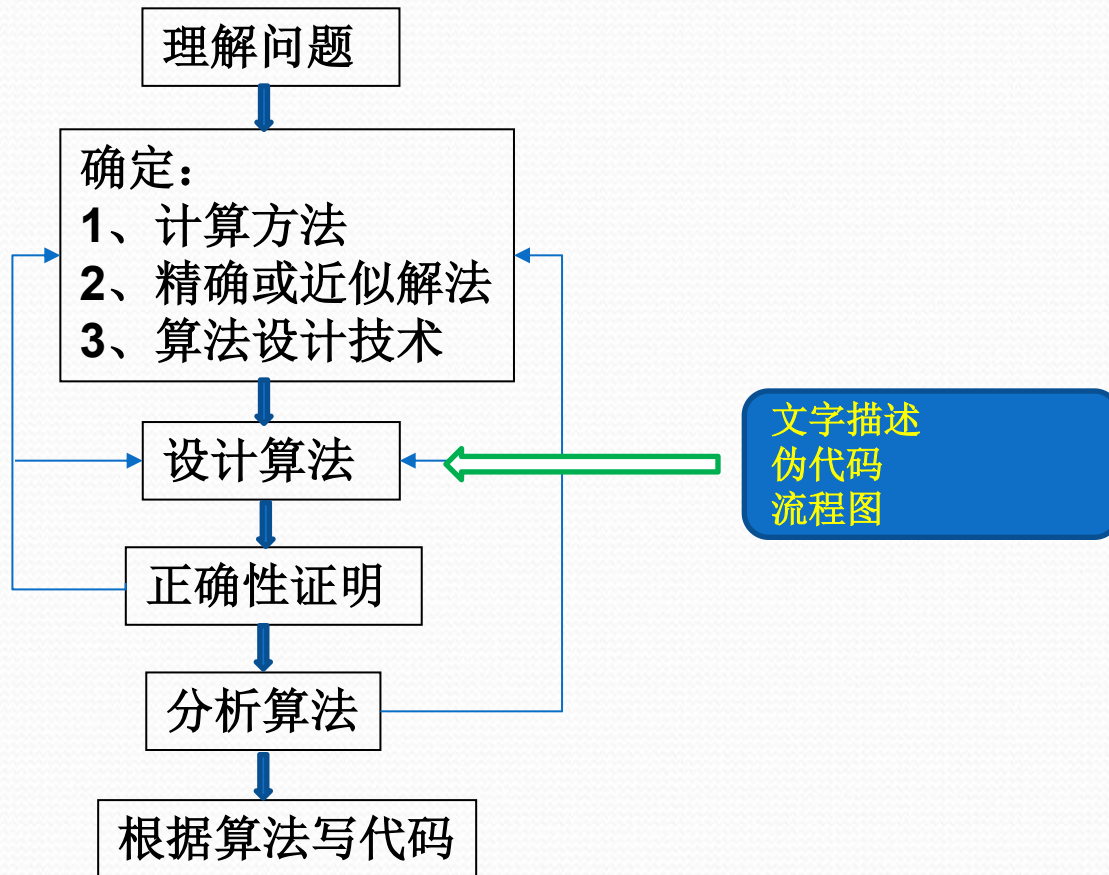 理解问题
确定：
1、计算方法
2、精确或近似解法
3、算法设计技术
设计算法
文字描述
伪代码
流程图
正确性证明
分析算法
根据算法写代码